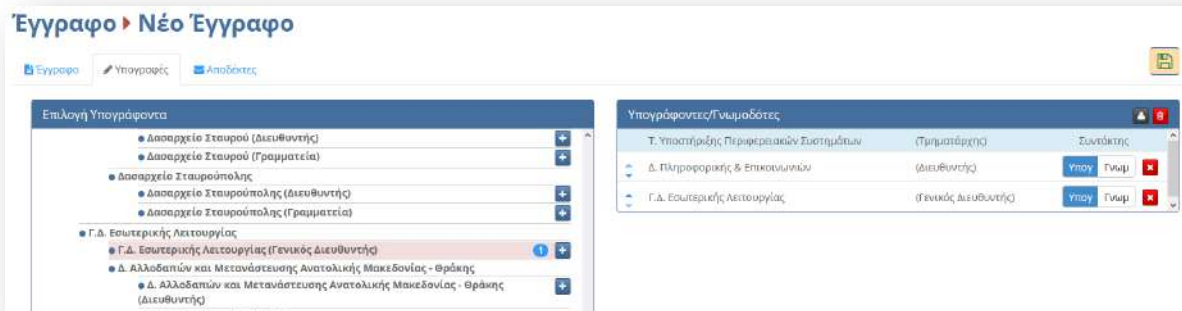 Έγγραφο Νέο Έγγραφο
Έγγραφο Υπογραφές Αποδέκτες
Επιλογή Υπογράφοντα
Δασαρχείο Σταυρού (Διευθυντής)
Δασαρχείο Σταυρού (Γραμματεία)
Δασαρχείο Σταυρούπολης
Δασαρχείο Σταυρούπολης (Διευθυντής)
Δασαρχείο Σταυρούπολης (Γραμματεία)
Γ.Δ. Εσωτερικής Λειτουργίας
Γ.Δ. Εσωτερικής Λειτουργίας (Γενικός Διευθυντής) 1
Δ. Αλλοδαπών και Μετανάστευσης Ανατολικής Μακεδονίας - Θράκης
Δ. Αλλοδαπών και Μετανάστευσης Ανατολικής Μακεδονίας - Θράκης
(Διευθυντής)
Υπογράφοντες/Γνωμοδότες
Τ. Υποστήριξης Περιφερειακών Συστημάτων (Τμηματάρχης) Συντάκτης
Δ. Πληροφορικής & Επικοινωνιών (Διευθυντής) Υπογ Γνωμ
Γ.Δ. Εσωτερικής Λειτουργίας (Γενικός Διευθυντής) Υπογ Γνωμ